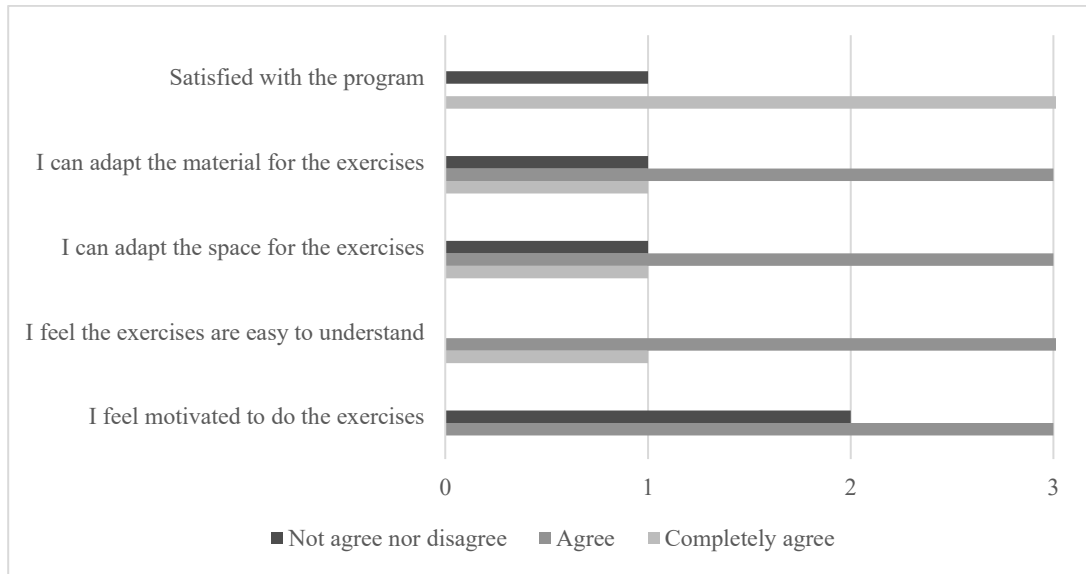 Satisfied with the program
I can adapt the material for the exercises
I can adapt the space for the exercises
I feel the exercises are easy to understand
I feel motivated to do the exercises
0 1 2 3
Not agree nor disagree Agree Completely agree